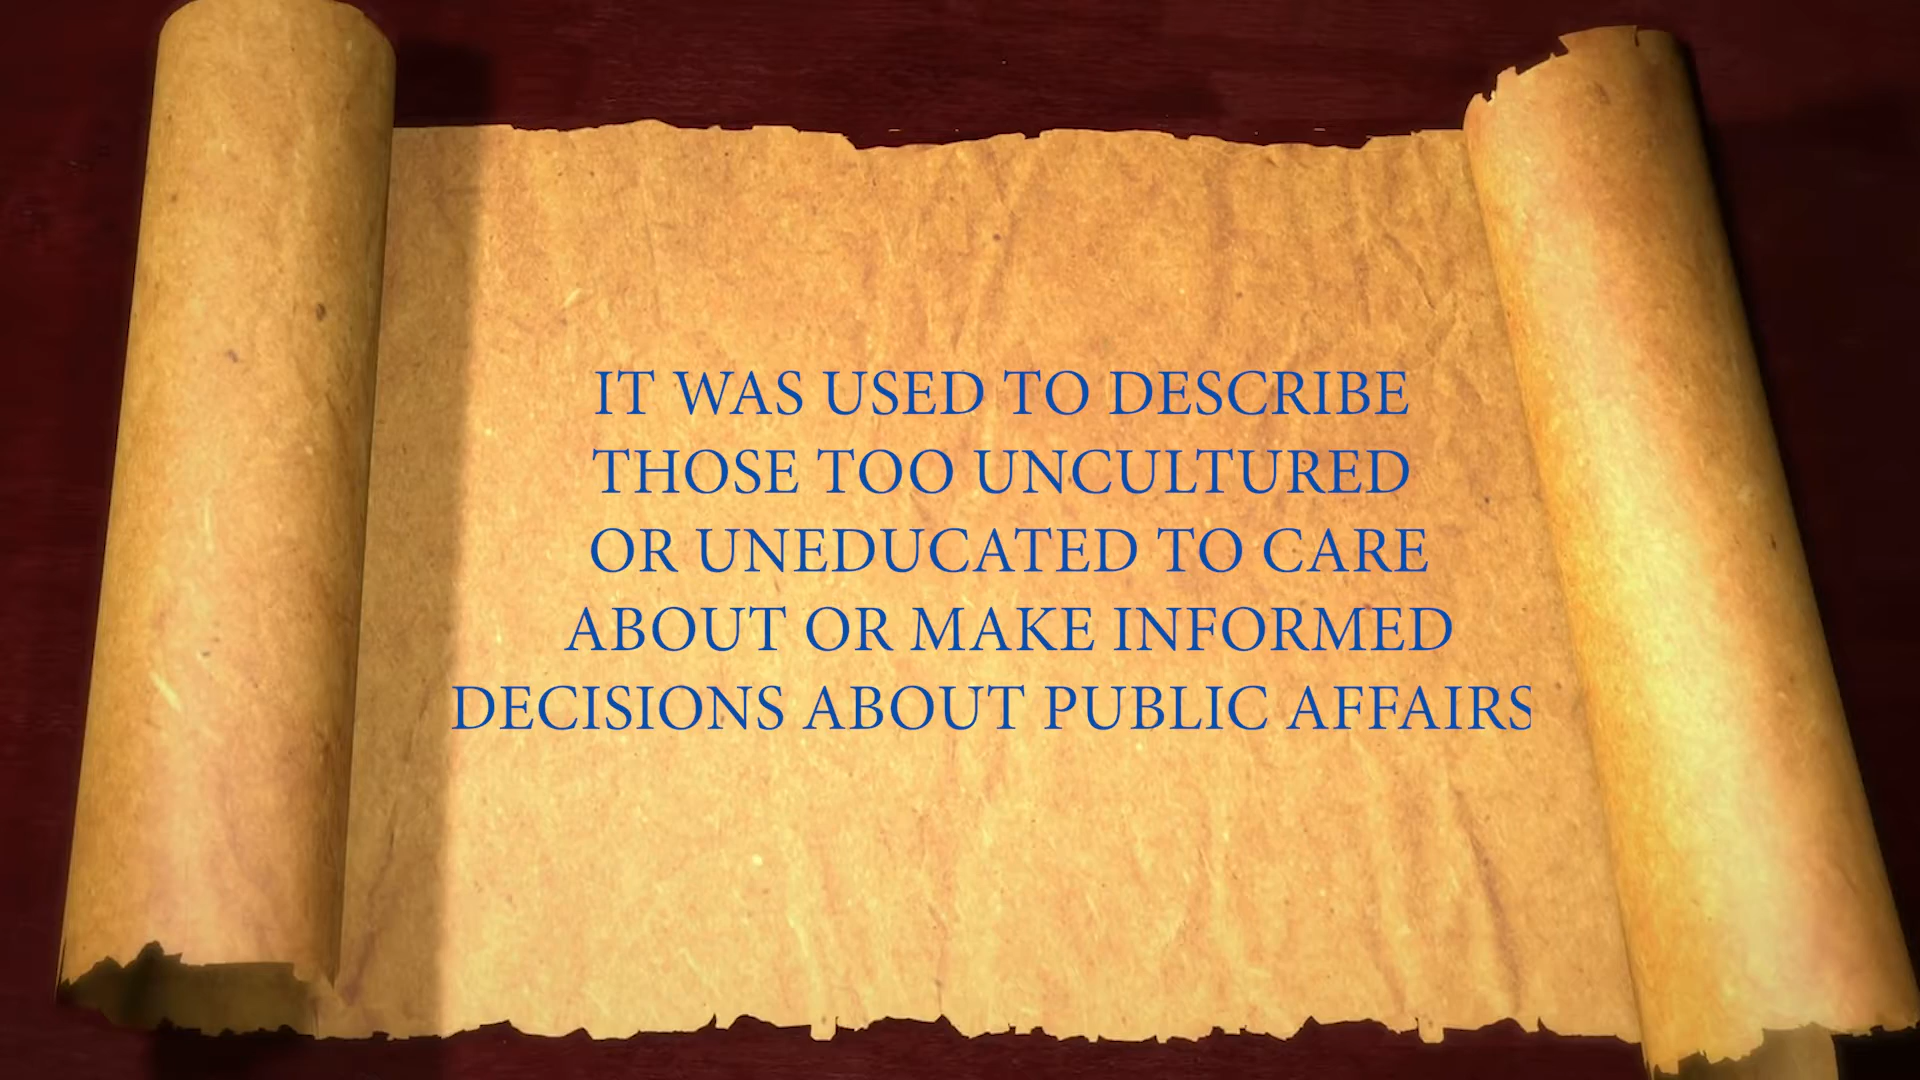 IT WAS USED TO DESCRIBE
THOSE TOO UNCULTURED
OR UNEDUCATED TO CARE
ABOUT OR MAKE INFORMED
DECISIONS ABOUT PUBLIC AFFAIRS